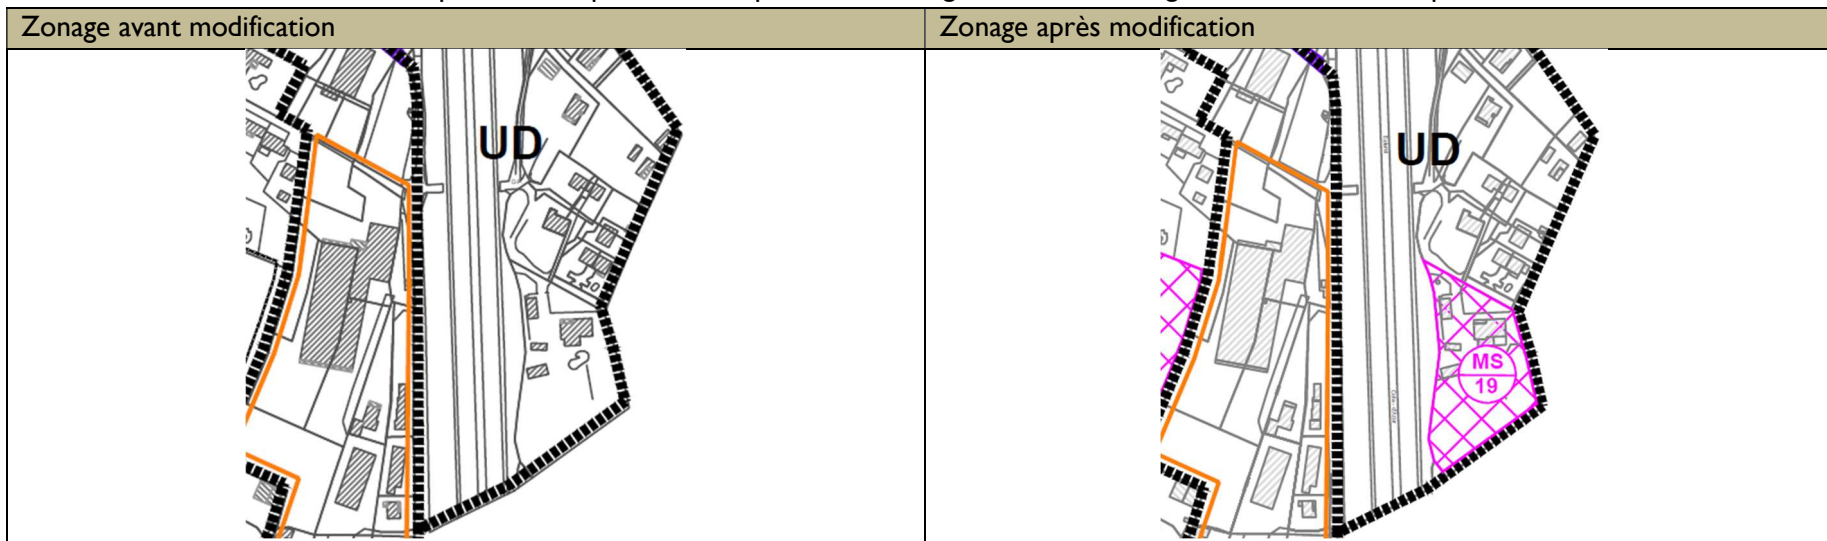 Zonage avant modification
Zonage après modification
UD
UD
MS
19